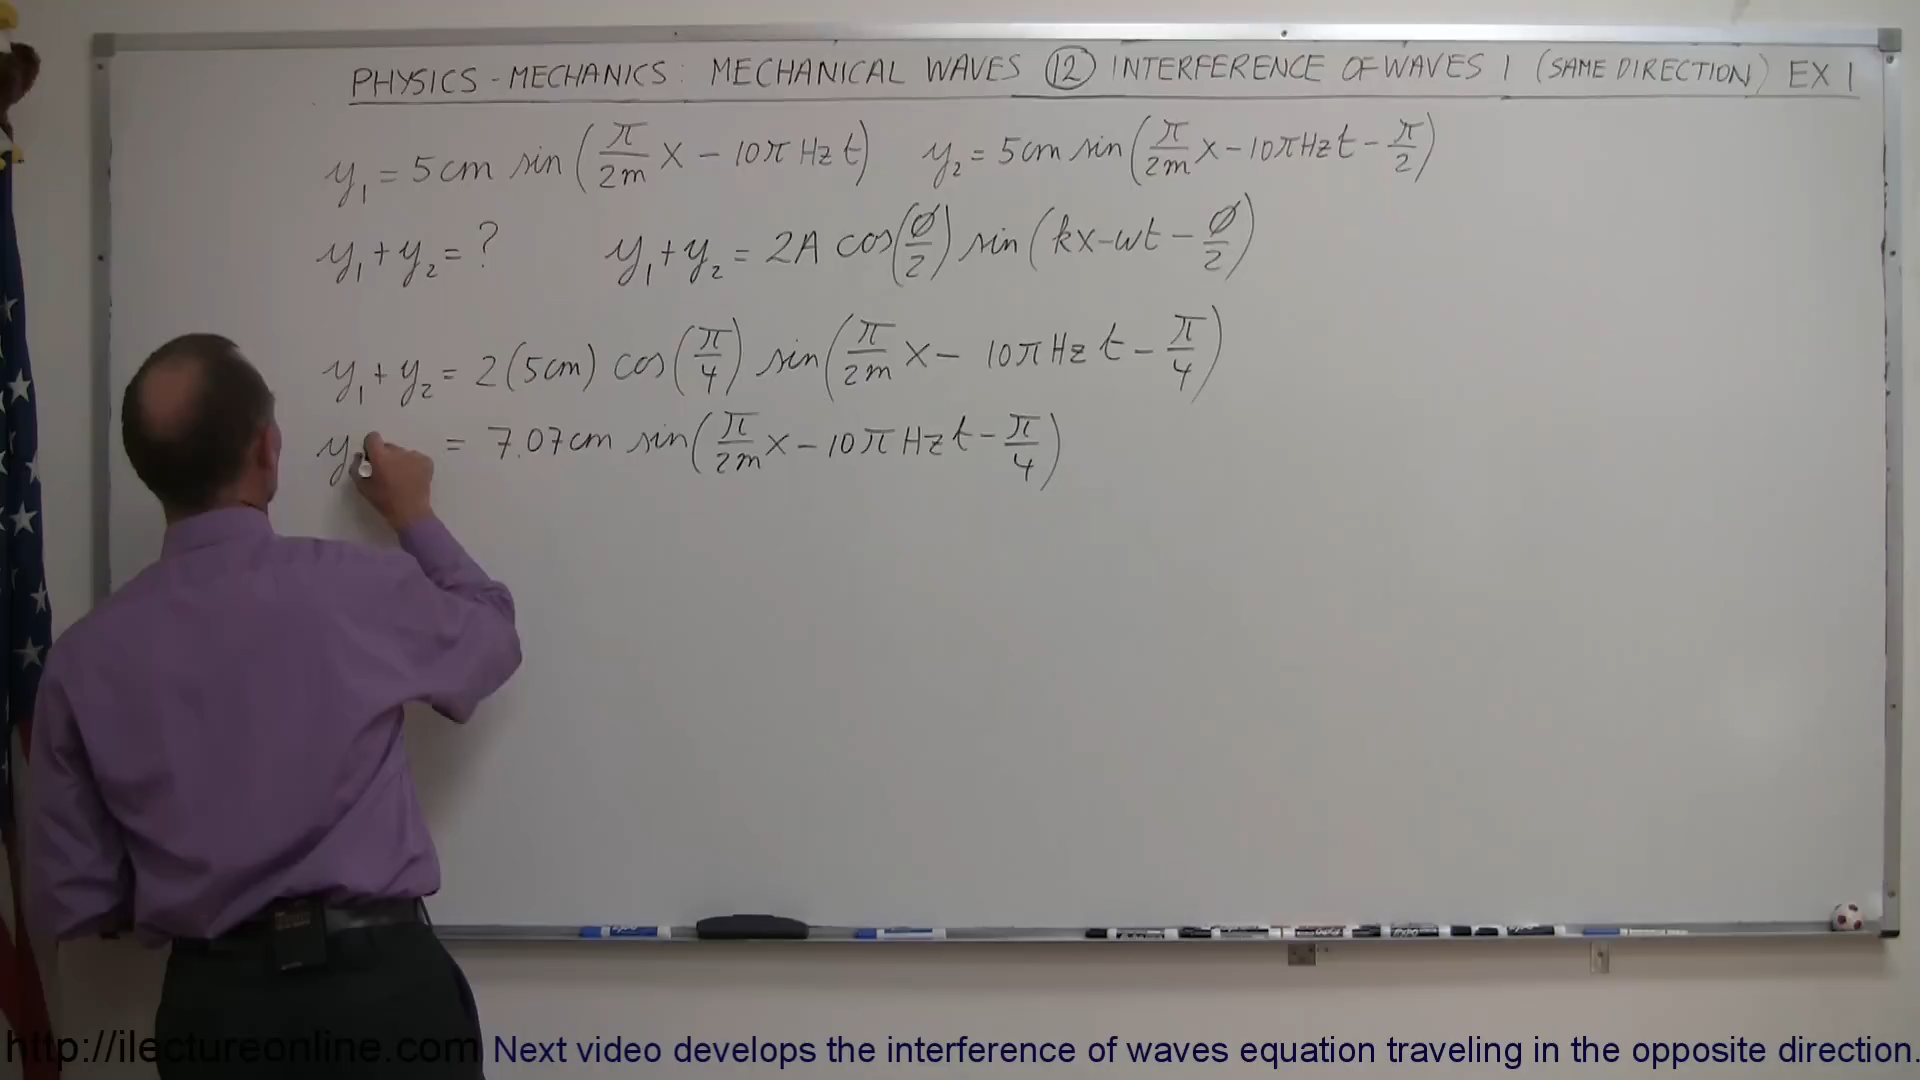 PHYSICS - MECHANICS: MECHANICAL WAVES ⑫ INTERFERENCE OF WAVES 1 (SAME DIRECTION) EX 1
y₁ = 5cm sin(π/2m x − 10π Hz t) y₂ = 5cm sin(π/2m x − 10π Hz t − π/2)
y₁ + y₂ = ? y₁ + y₂ = 2A cos(ø/2) sin(kx − wt − ø/2)
y₁ + y₂ = 2(5cm) cos(π/4) sin(π/2m x − 10π Hz t − π/4)
y = 7.07cm sin(π/2m x − 10π Hz t − π/4)
http://ilectureonline.com Next video develops the interference of waves equation traveling in the opposite direction.